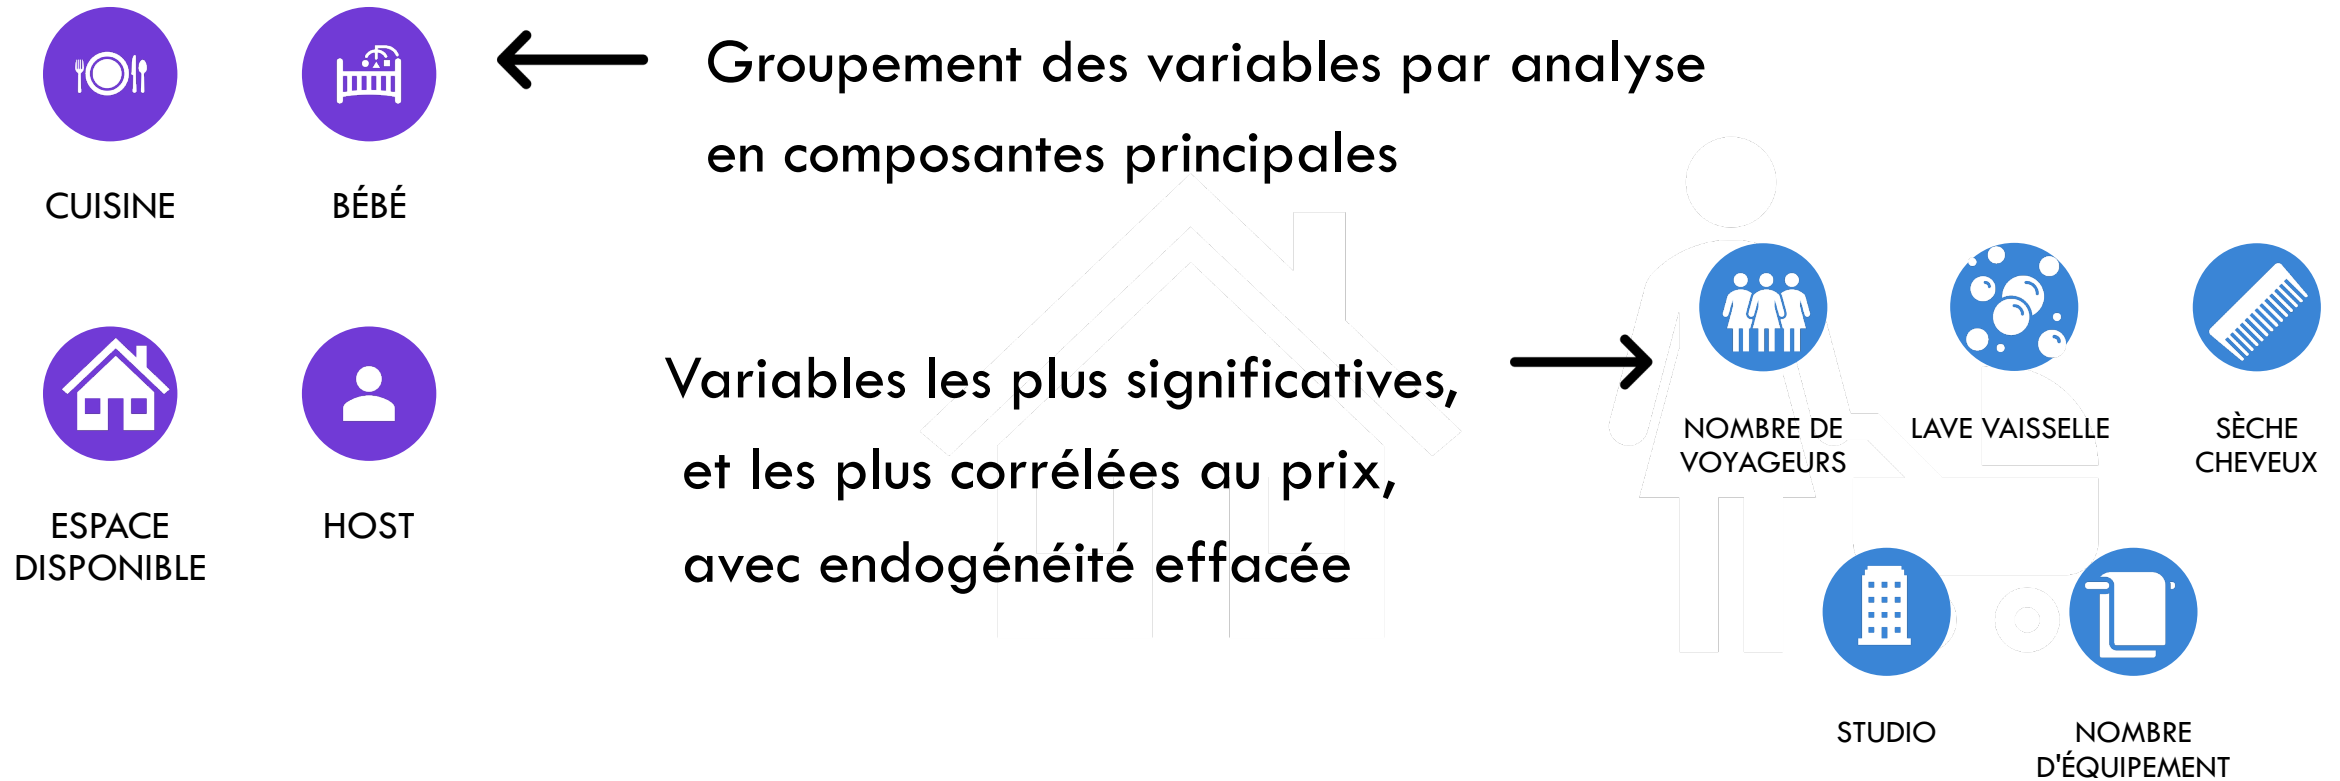 Groupement des variables par analyse
en composantes principales
CUISINE
BÉBÉ
ESPACE
DISPONIBLE
HOST
Variables les plus significatives,
et les plus corrélées au prix,
avec endogénéité effacée
NOMBRE DE
VOYAGEURS
LAVE VAISSELLE
SÈCHE
CHEVEUX
STUDIO
NOMBRE
D'ÉQUIPEMENT